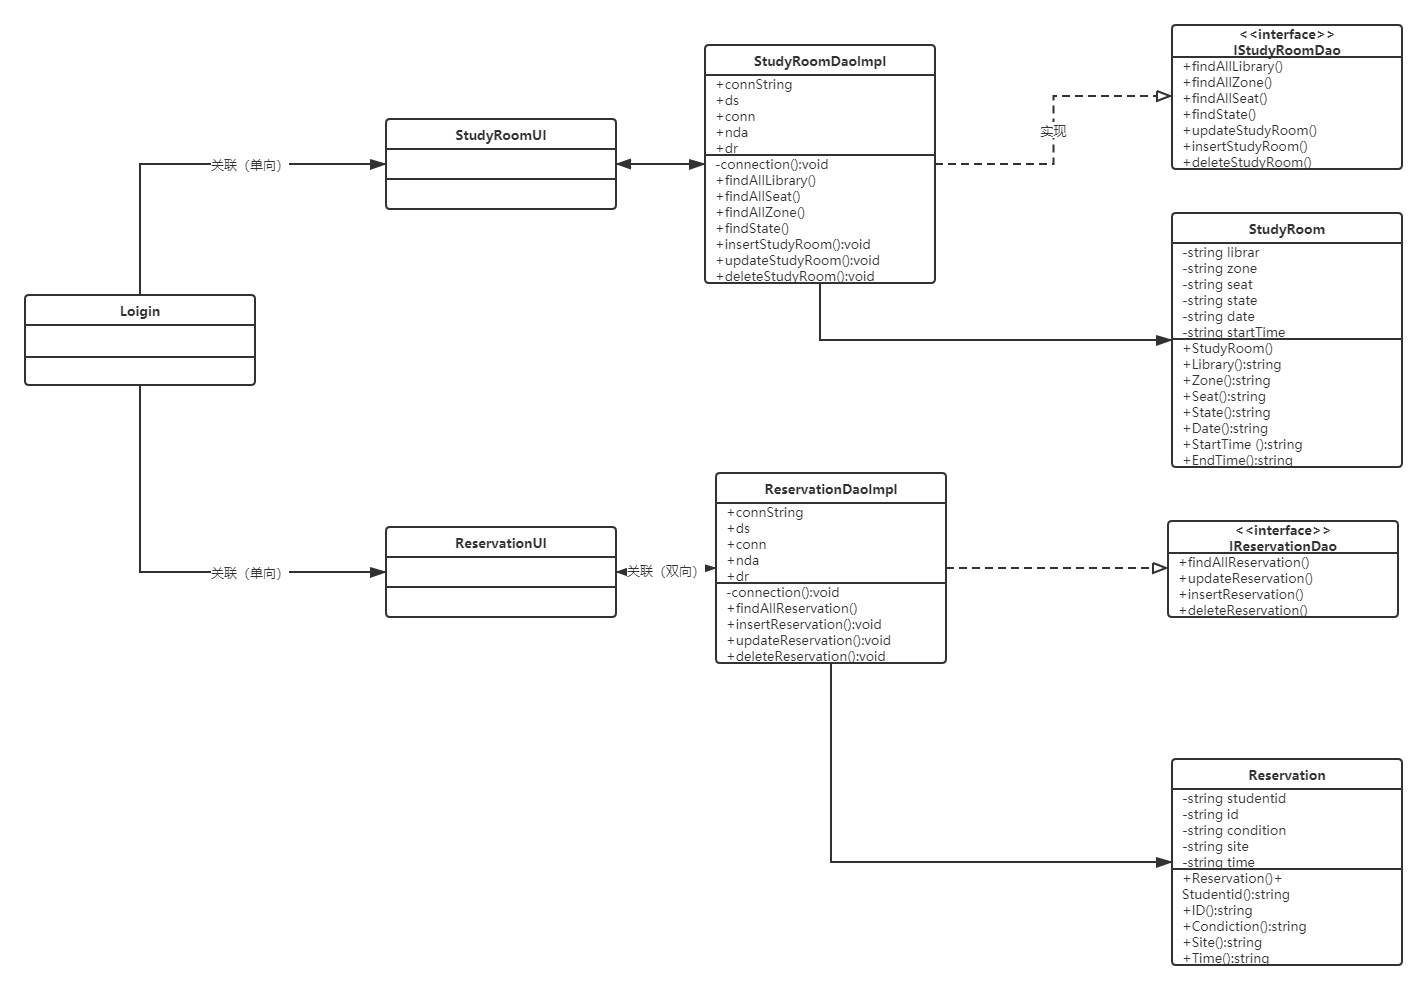 <<interface>>
IStudyRoomDao
+findAllLibrary()
+findAllZone()
+findAllSeat()
+findState()
+updateStudyRoom()
+insertStudyRoom()
+deleteStudyRoom()
StudyRoomDaoImpl
+connString
+ds
+conn
+nda
+dr
-connection():void
+findAllLibrary()
+findAllSeat()
+findAllZone()
+findState()
+insertStudyRoom():void
+updateStudyRoom():void
+deleteStudyRoom():void
实现
StudyRoomUI
关联（单向）
StudyRoom
-string librar
-string zone
-string seat
-string state
-string date
-string startTime
+StudyRoom()
+Library():string
+Zone():string
+Seat():string
+State():string
+Date():string
+StartTime ():string
+EndTime():string
Loigin
ReservationDaoImpl
+connString
+ds
+conn
+nda
+dr
-connection():void
+findAllReservation()
+insertReservation():void
+updateReservation():void
+deleteReservation():void
<<interface>>
IReservationDao
+findAllReservation()
+updateReservation()
+insertReservation()
+deleteReservation()
ReservationUI
关联（单向）
关联（双向）
Reservation
-string studentid
-string id
-string condition
-string site
-string time
+Reservation()+
Studentid():string
+ID():string
+Condiction():string
+Site():string
+Time():string